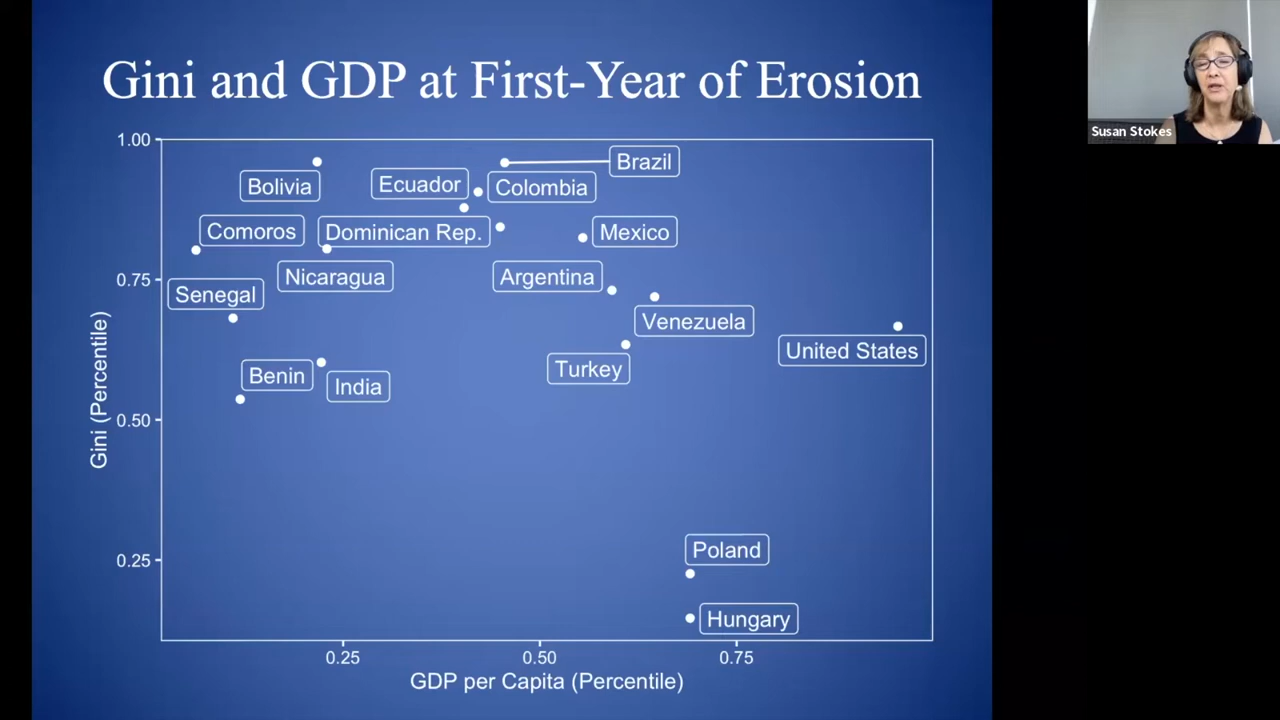 Gini and GDP at First-Year of Erosion
Susan Stokes
1.00
Brazil
Bolivia
Ecuador
Colombia
Comoros
Dominican Rep.
Mexico
0.75
Nicaragua
Argentina
Senegal
Venezuela
United States
Turkey
Benin
India
0.50
Gini (Percentile)
Poland
0.25
Hungary
0.25
0.50
0.75
GDP per Capita (Percentile)